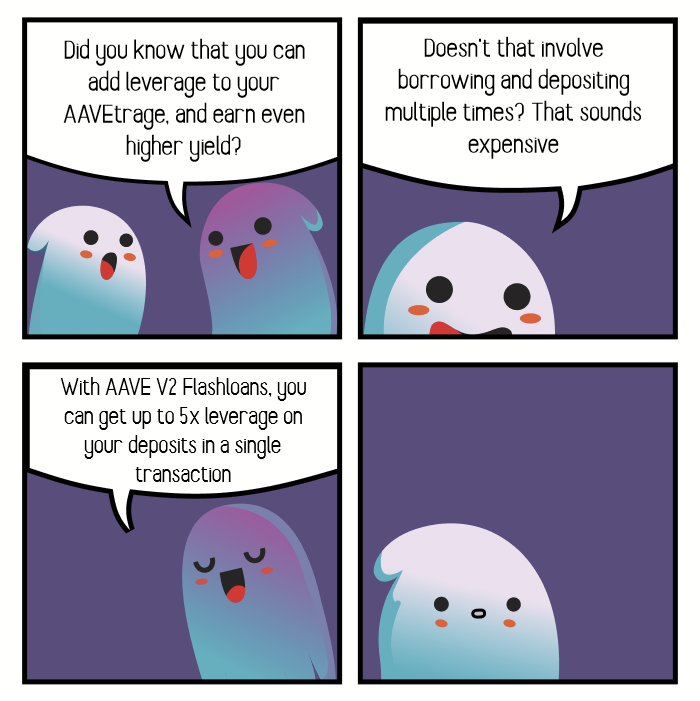 Did you know that you can
add leverage to your
AAVEtrage, and earn even
higher yield?
Doesn't that involve
borrowing and depositing
multiple times? That sounds
expensive
With AAVE V2 Flashloans, you
can get up to 5x leverage on
your deposits in a single
transaction